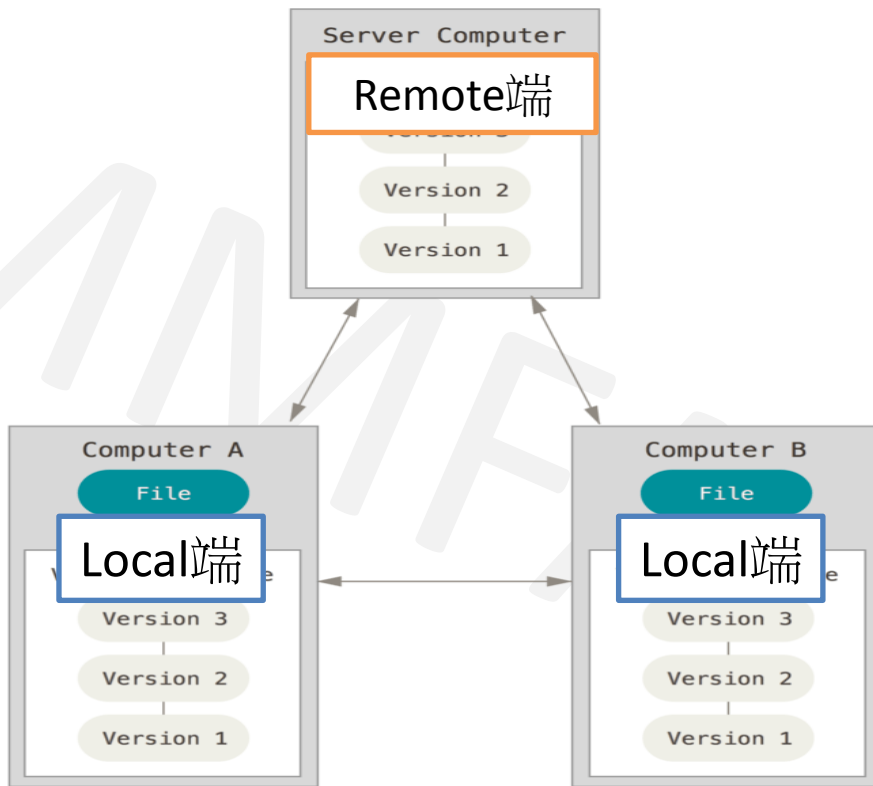 Server Computer
Remote端
Version 2
Version 1
Computer A
File
Local端
Version 3
Version 2
Version 1
Computer B
File
Local端
Version 3
Version 2
Version 1